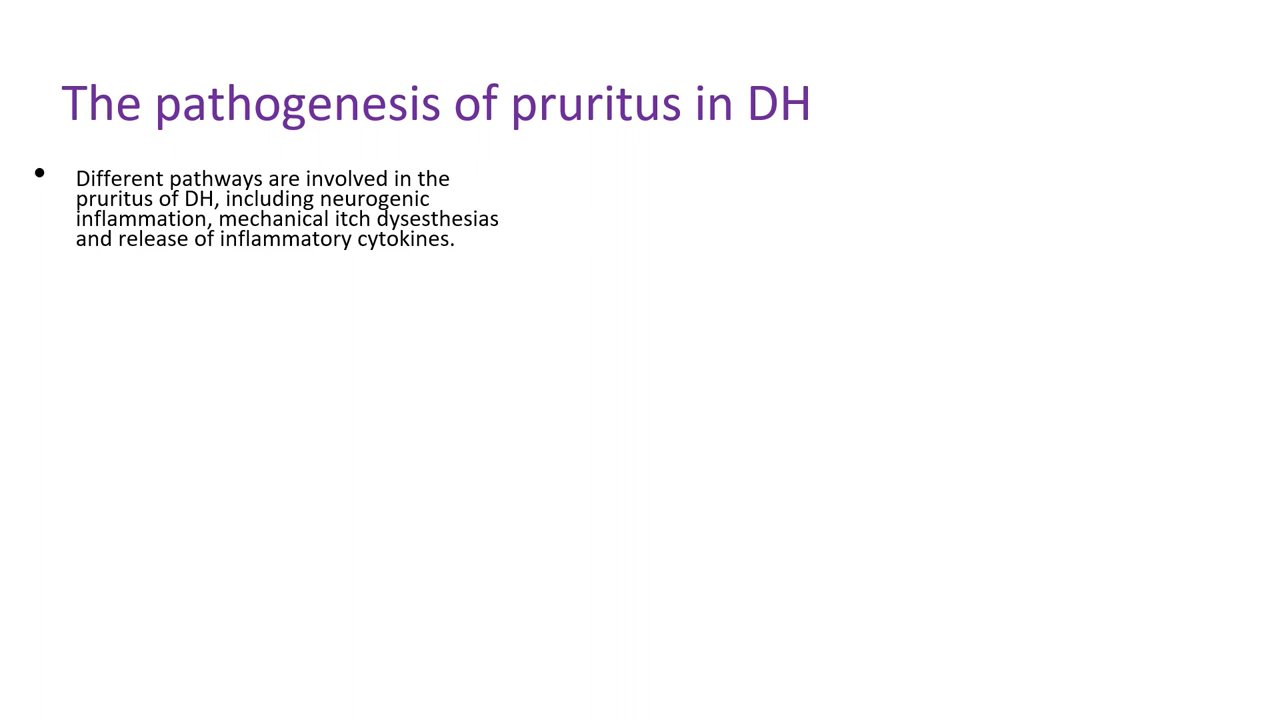 The pathogenesis of pruritus in DH
• Different pathways are involved in the
pruritus of DH, including neurogenic
inflammation, mechanical itch dysesthesias
and release of inflammatory cytokines.